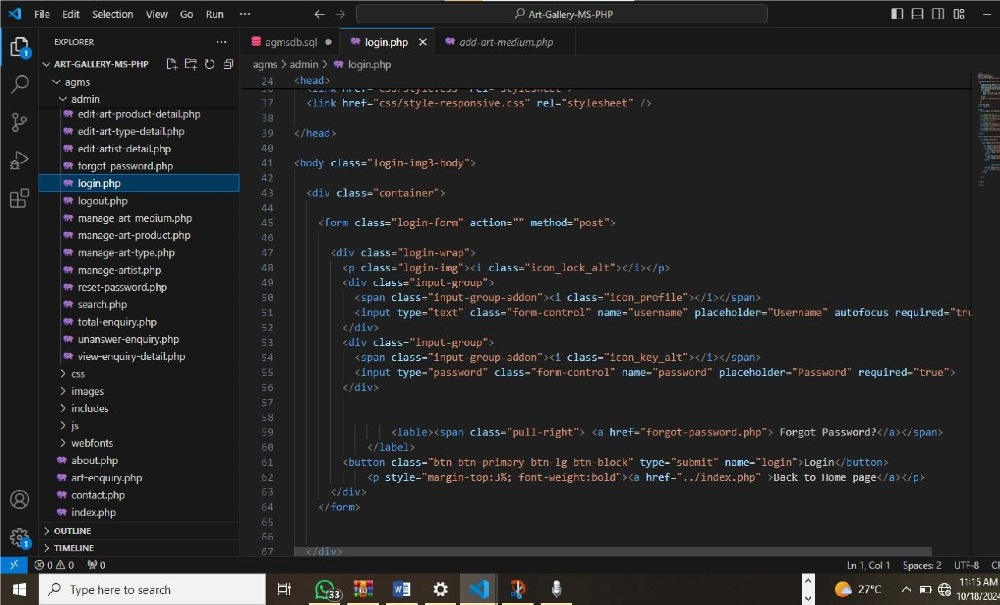 File Edit Selection View Go Run ··· Art-Gallery-MS-PHP
EXPLORER
ART-GALLERY-MS-PHP
agms
admin
edit-art-product-detail.php
edit-art-type-detail.php
edit-artist-detail.php
forgot-password.php
login.php
logout.php
manage-art-medium.php
manage-art-product.php
manage-art-type.php
manage-artist.php
reset-password.php
search.php
total-enquiry.php
unanswer-enquiry.php
view-enquiry-detail.php
css
images
includes
js
webfonts
about.php
art-enquiry.php
contact.php
index.php
OUTLINE
TIMELINE
1
1
agmsdb.sql login.php add-art-medium.php
agms > admin > login.php
24 <head>
36 <link href="css/style.css" rel="stylesheet"
37 <link href="css/style-responsive.css" rel="stylesheet" />
38
39 </head>
40
41 <body class="login-img3-body">
42
43 <div class="container">
44
45 <form class="login-form" action="" method="post">
46
47 <div class="login-wrap">
48 <p class="login-img"><i class="icon_lock_alt"></i></p>
49 <div class="input-group">
50 <span class="input-group-addon"><i class="icon_profile"></i></span>
51 <input type="text" class="form-control" name="username" placeholder="Username" autofocus required="tru
52 </div>
53 <div class="input-group">
54 <span class="input-group-addon"><i class="icon_key_alt"></i></span>
55 <input type="password" class="form-control" name="password" placeholder="Password" required="true">
56 </div>
57
58
59 <lable><span class="pull-right"> <a href="forgot-password.php"> Forgot Password?</a></span>
60 </label>
61 <button class="btn btn-primary btn-lg btn-block" type="submit" name="login">Login</button>
62 <p style="margin-top:3%; font-weight:bold"><a href="../index.php" >Back to Home page</a></p>
63 </div>
64 </form>
65
66
67 </div>
0 0 0 Ln 1, Col 1 Spaces: 2 UTF-8 CR
Type here to search 33 27°C 11:15 AM
10/18/2024